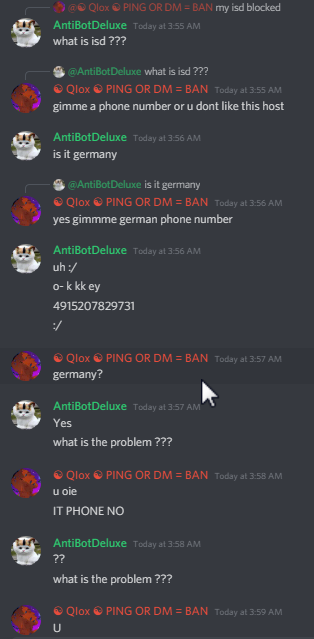 @☯ Qlox ☯ PING OR DM = BAN my isd blocked
AntiBotDeluxe Today at 3:55 AM
what is isd ???
@AntiBotDeluxe what is isd ???
☯ Qlox ☯ PING OR DM = BAN Today at 3:55 AM
gimme a phone number or u dont like this host
AntiBotDeluxe Today at 3:56 AM
is it germany
@AntiBotDeluxe is it germany
☯ Qlox ☯ PING OR DM = BAN Today at 3:56 AM
yes gimmme german phone number
AntiBotDeluxe Today at 3:56 AM
uh :/
o- k kk ey
4915207829731
:/
☯ Qlox ☯ PING OR DM = BAN Today at 3:57 AM
germany?
AntiBotDeluxe Today at 3:57 AM
Yes
what is the problem ???
☯ Qlox ☯ PING OR DM = BAN Today at 3:58 AM
u oie
IT PHONE NO
AntiBotDeluxe Today at 3:58 AM
??
what is the problem ???
☯ Qlox ☯ PING OR DM = BAN Today at 3:59 AM
U